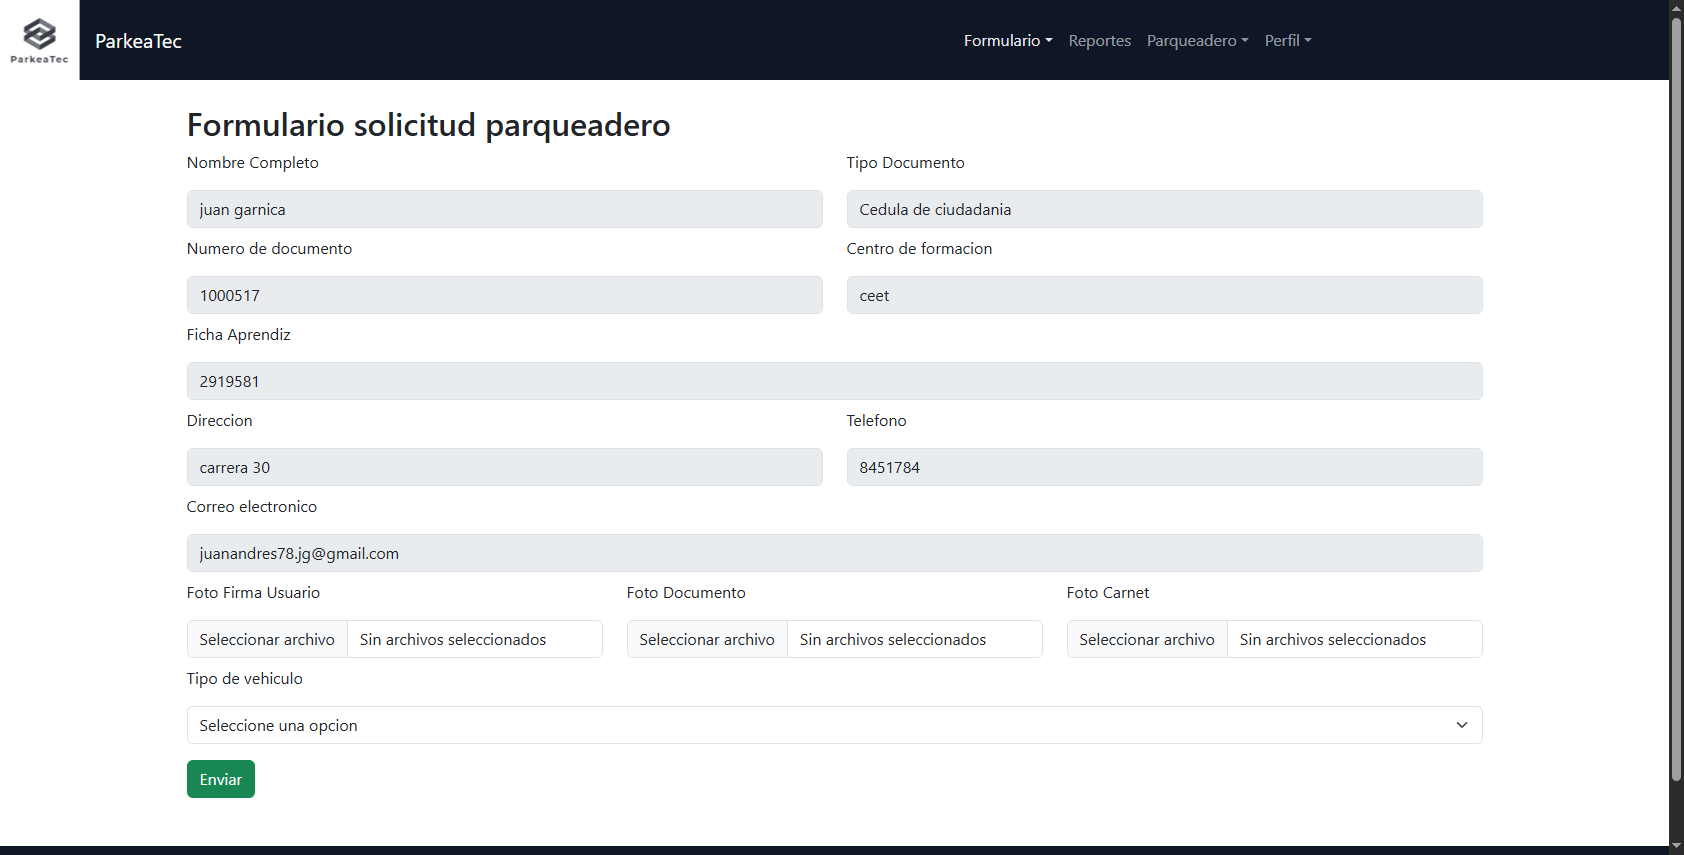 ParkeaTec
ParkeaTec
Formulario Reportes Parqueadero Perfil
Formulario solicitud parqueadero
Nombre Completo Tipo Documento
juan garnica Cedula de ciudadania
Numero de documento Centro de formacion
1000517 ceet
Ficha Aprendiz
2919581
Direccion Telefono
carrera 30 8451784
Correo electronico
juanandres78.jg@gmail.com
Foto Firma Usuario Foto Documento Foto Carnet
Seleccionar archivo Sin archivos seleccionados Seleccionar archivo Sin archivos seleccionados Seleccionar archivo Sin archivos seleccionados
Tipo de vehiculo
Seleccione una opcion
Enviar